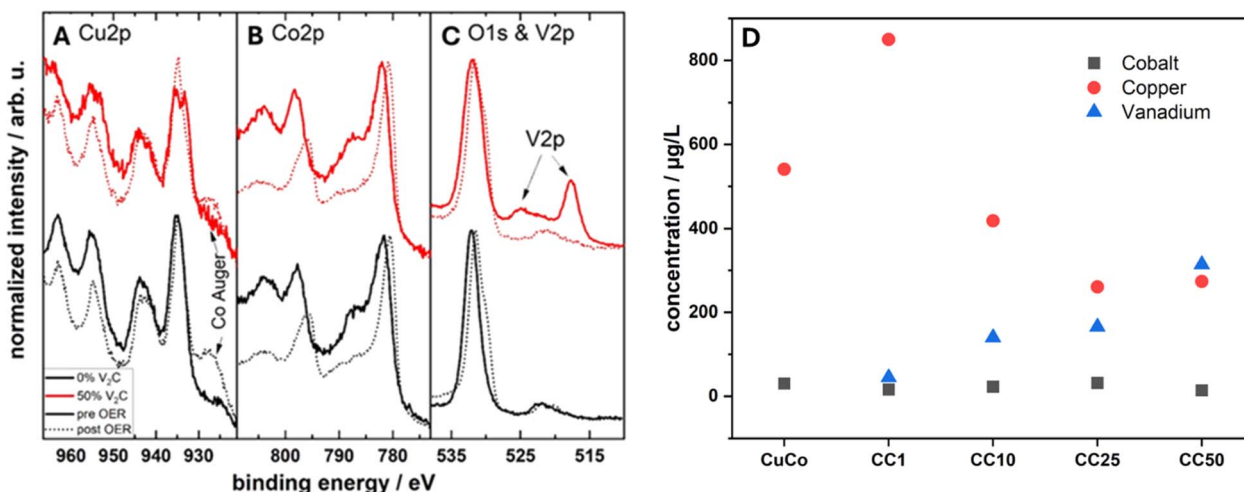 A Cu2p
B Co2p
C O1s & V2p
V2p
Co Auger
0% V₂C
50% V₂C
pre OER
post OER
normalized intensity / arb. u.
960 950 940 930
800 790 780
535 525 515
binding energy / eV
D
Cobalt
Copper
Vanadium
concentration / µg/L
800
600
400
200
0
CuCo CC1 CC10 CC25 CC50